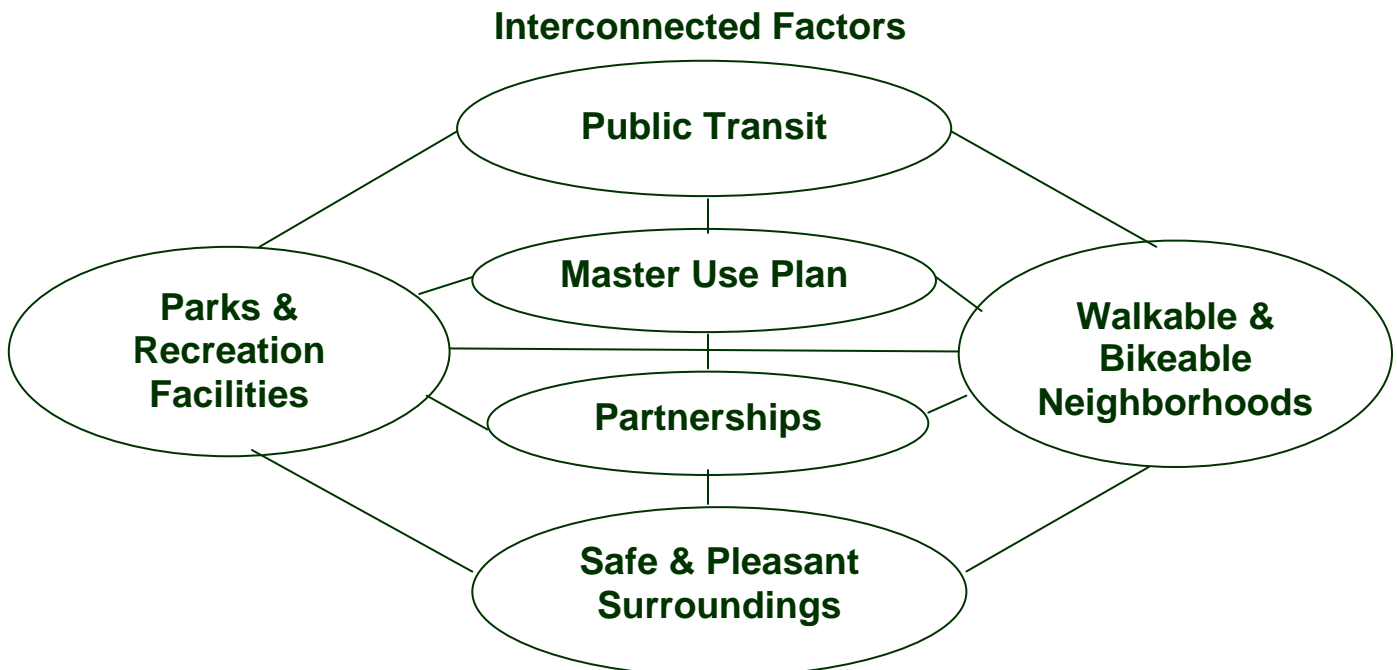 Interconnected Factors
Public Transit
Master Use Plan
Parks &
Recreation
Facilities
Walkable &
Bikeable
Neighborhoods
Partnerships
Safe & Pleasant
Surroundings